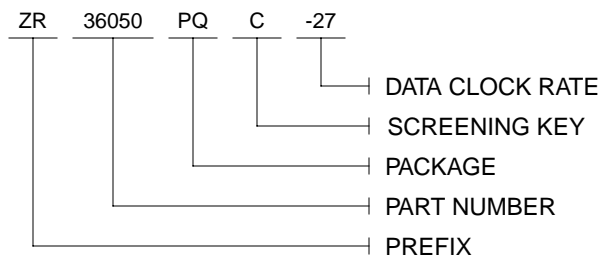 ZR 36050 PQ C -27
DATA CLOCK RATE
SCREENING KEY
PACKAGE
PART NUMBER
PREFIX